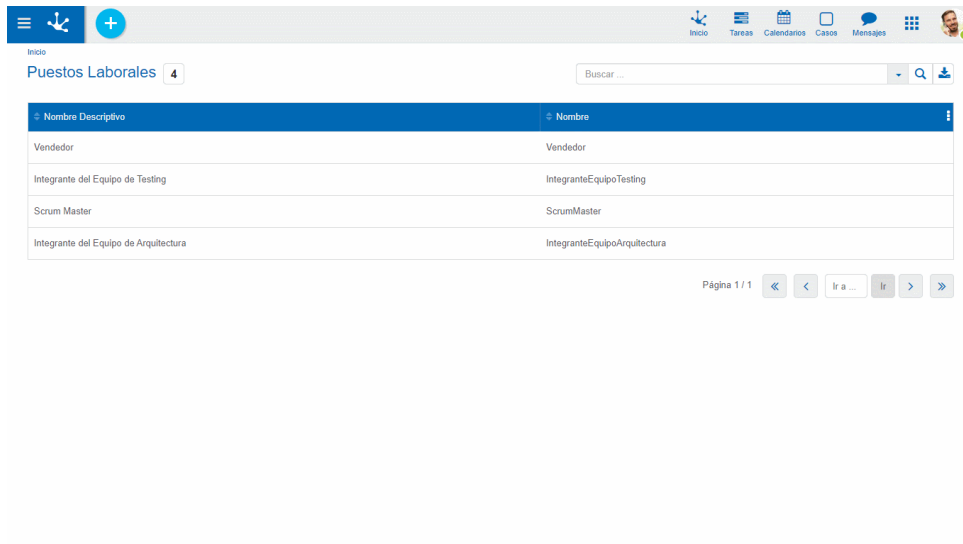 Inicio Tareas Calendarios Casos Mensajes
Inicio
Puestos Laborales 4
Buscar ...
Nombre Descriptivo Nombre
Vendedor Vendedor
Integrante del Equipo de Testing IntegranteEquipoTesting
Scrum Master ScrumMaster
Integrante del Equipo de Arquitectura IntegranteEquipoArquitectura
Página 1 / 1 Ir a ... Ir